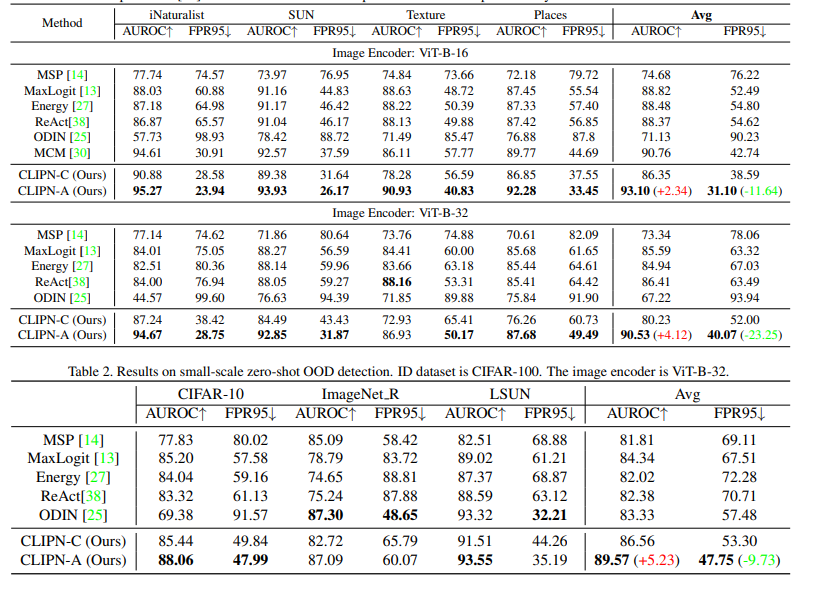 Method iNaturalist SUN Texture Places Avg
AUROC↑ FPR95↓ AUROC↑ FPR95↓ AUROC↑ FPR95↓ AUROC↑ FPR95↓ AUROC↑ FPR95↓
Image Encoder: ViT-B-16
MSP [14] 77.74 74.57 73.97 76.95 74.84 73.66 72.18 79.72 74.68 76.22
MaxLogit [13] 88.03 60.88 91.16 44.83 88.63 48.72 87.45 55.54 88.82 52.49
Energy [27] 87.18 64.98 91.17 46.42 88.22 50.39 87.33 57.40 88.48 54.80
ReAct[38] 86.87 65.57 91.04 46.17 88.13 49.88 87.42 56.85 88.37 54.62
ODIN [25] 57.73 98.93 78.42 88.72 71.49 85.47 76.88 87.8 71.13 90.23
MCM [30] 94.61 30.91 92.57 37.59 86.11 57.77 89.77 44.69 90.76 42.74
CLIPN-C (Ours) 90.88 28.58 89.38 31.64 78.28 56.59 86.85 37.55 86.35 38.59
CLIPN-A (Ours) 95.27 23.94 93.93 26.17 90.93 40.83 92.28 33.45 93.10 (+2.34) 31.10 (-11.64)
Image Encoder: ViT-B-32
MSP [14] 77.14 74.62 71.86 80.64 73.76 74.88 70.61 82.09 73.34 78.06
MaxLogit [13] 84.01 75.05 88.27 56.59 84.41 60.00 85.68 61.65 85.59 63.32
Energy [27] 82.51 80.36 88.14 59.96 83.66 63.18 85.44 64.61 84.94 67.03
ReAct[38] 84.00 76.94 88.05 59.27 88.16 53.31 85.41 64.42 86.41 63.49
ODIN [25] 44.57 99.60 76.63 94.39 71.85 89.88 75.84 91.90 67.22 93.94
CLIPN-C (Ours) 87.24 38.42 84.49 43.43 72.93 65.41 76.26 60.73 80.23 52.00
CLIPN-A (Ours) 94.67 28.75 92.85 31.87 86.93 50.17 87.68 49.49 90.53 (+4.12) 40.07 (-23.25)
Table 2. Results on small-scale zero-shot OOD detection. ID dataset is CIFAR-100. The image encoder is ViT-B-32.
CIFAR-10 ImageNet_R LSUN Avg
AUROC↑ FPR95↓ AUROC↑ FPR95↓ AUROC↑ FPR95↓ AUROC↑ FPR95↓
MSP [14] 77.83 80.02 85.09 58.42 82.51 68.88 81.81 69.11
MaxLogit [13] 85.20 57.58 78.79 83.72 89.02 61.21 84.34 67.51
Energy [27] 84.04 59.16 74.65 88.81 87.37 68.87 82.02 72.28
ReAct[38] 83.32 61.13 75.24 87.88 88.59 63.12 82.38 70.71
ODIN [25] 69.38 91.57 87.30 48.65 93.32 32.21 83.33 57.48
CLIPN-C (Ours) 85.44 49.84 82.72 65.79 91.51 44.26 86.56 53.30
CLIPN-A (Ours) 88.06 47.99 87.09 60.07 93.55 35.19 89.57 (+5.23) 47.75 (-9.73)